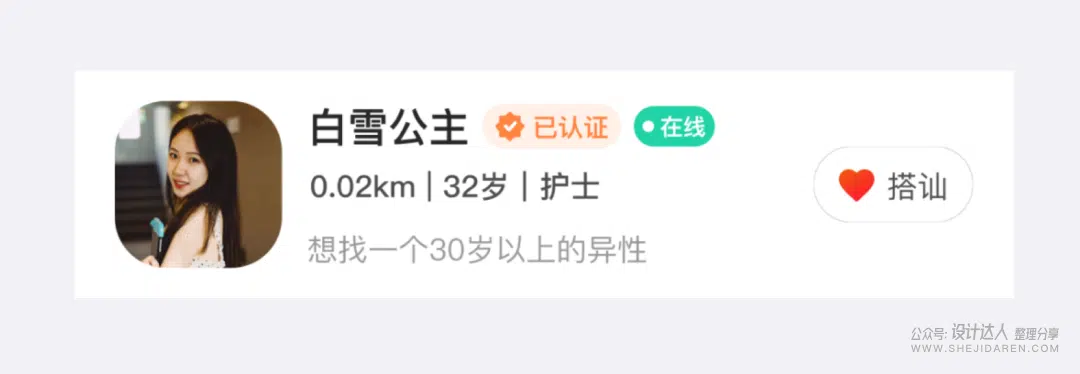 白雪公主 已认证 在线
0.02km | 32岁 | 护士
搭讪
想找一个30岁以上的异性
公众号: 设计达人 整理分享
WWW.SHEJIDAREN.COM